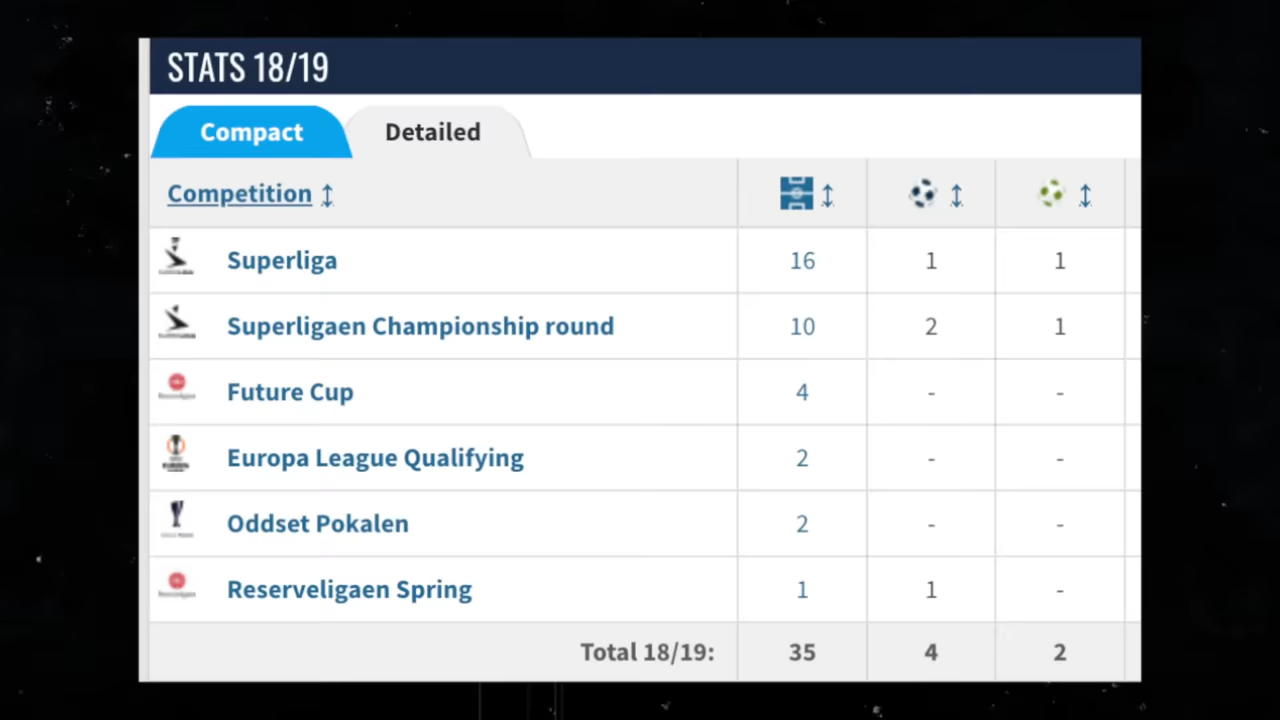 STATS 18/19
Compact Detailed
Competition
Superliga 16 1 1
Superligaen Championship round 10 2 1
Future Cup 4 - -
Europa League Qualifying 2 - -
Oddset Pokalen 2 - -
Reserveligaen Spring 1 1 -
Total 18/19: 35 4 2